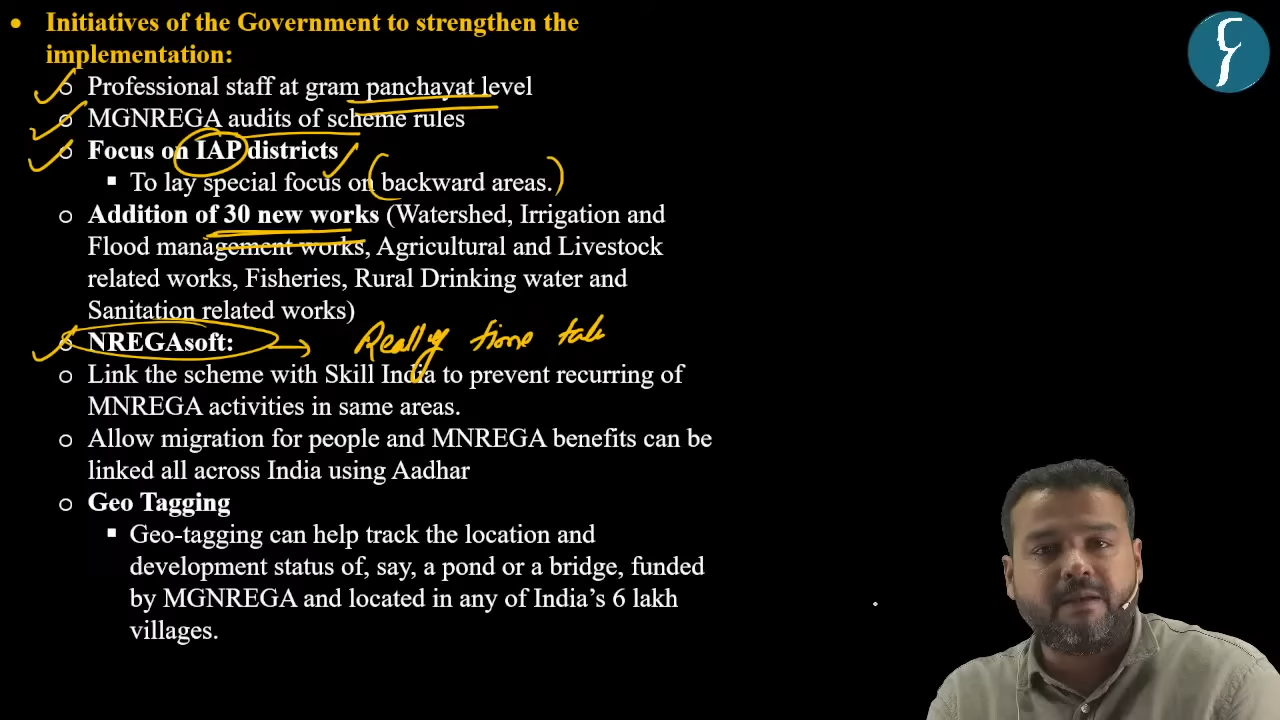 • Initiatives of the Government to strengthen the
implementation:
o Professional staff at gram panchayat level
o MGNREGA audits of scheme rules
o Focus on IAP districts
▪ To lay special focus on (backward areas.)
o Addition of 30 new works (Watershed, Irrigation and
Flood management works, Agricultural and Livestock
related works, Fisheries, Rural Drinking water and
Sanitation related works)
o NREGAsoft: → time
o Link the scheme with Skill India to prevent recurring of
MNREGA activities in same areas.
o Allow migration for people and MNREGA benefits can be
linked all across India using Aadhar
o Geo Tagging
▪ Geo-tagging can help track the location and
development status of, say, a pond or a bridge, funded
by MGNREGA and located in any of India’s 6 lakh
villages.